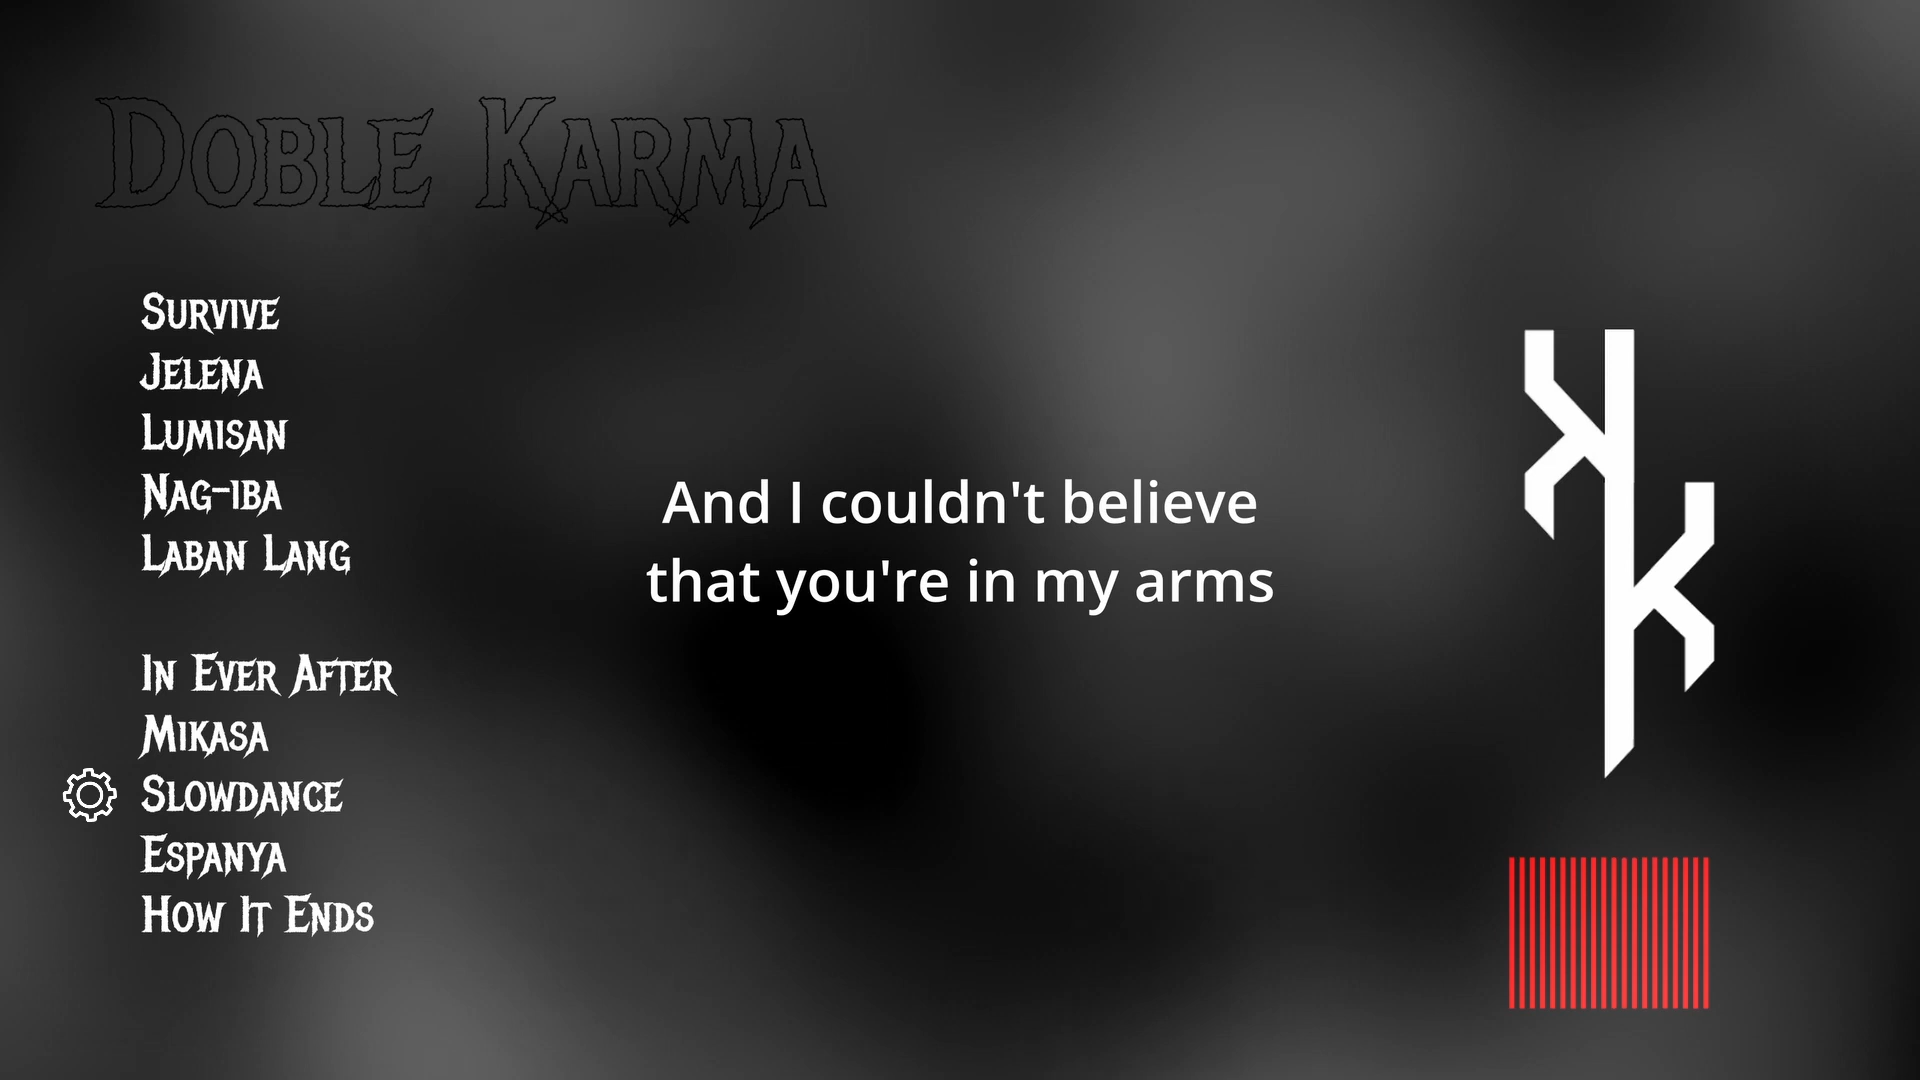 Doble Karma
Survive
Jelena
Lumisan
Nag-iba
Laban Lang
In Ever After
Mikasa
Slowdance
Espanya
How It Ends
And I couldn't believe
that you're in my arms